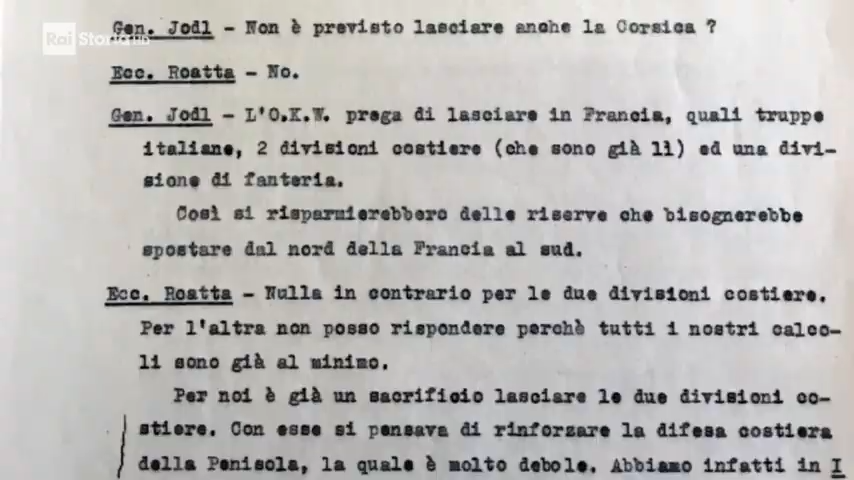 Rai Storia HD
Gen. Jodl - Non è previsto lasciare anche la Corsica ?
Ecc. Roatta - No.
Gen. Jodl - L'O.K.W. prega di lasciare in Francia, quali truppe
italiane, 2 divisioni costiere (che sono già lì) ed una divi-
sione di fanteria.
Così si risparmierebbero delle riserve che bisognerebbe
spostare dal nord della Francia al sud.
Ecc. Roatta - Nulla in contrario per le due divisioni costiere.
Per l'altra non posso rispondere perchè tutti i nostri calco-
li sono già al minimo.
Per noi è già un sacrificio lasciare le due divisioni co-
stiere. Con esse si pensava di rinforzare la difesa costiera
della Penisola, la quale è molto debole. Abbiamo infatti in I